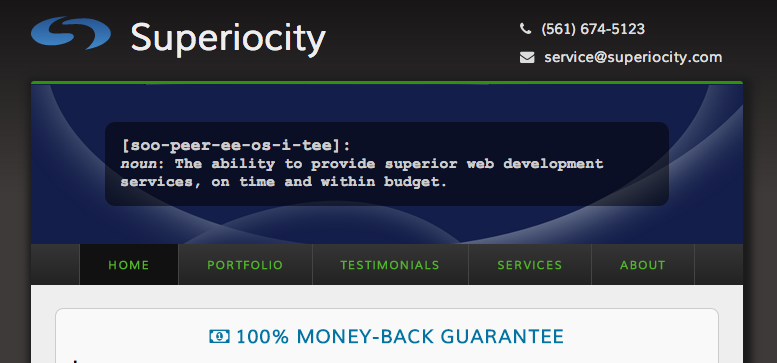 Superiocity
(561) 674-5123
service@superiocity.com
[soo-peer-ee-os-i-tee]:
noun: The ability to provide superior web development
services, on time and within budget.
HOME PORTFOLIO TESTIMONIALS SERVICES ABOUT
100% MONEY-BACK GUARANTEE